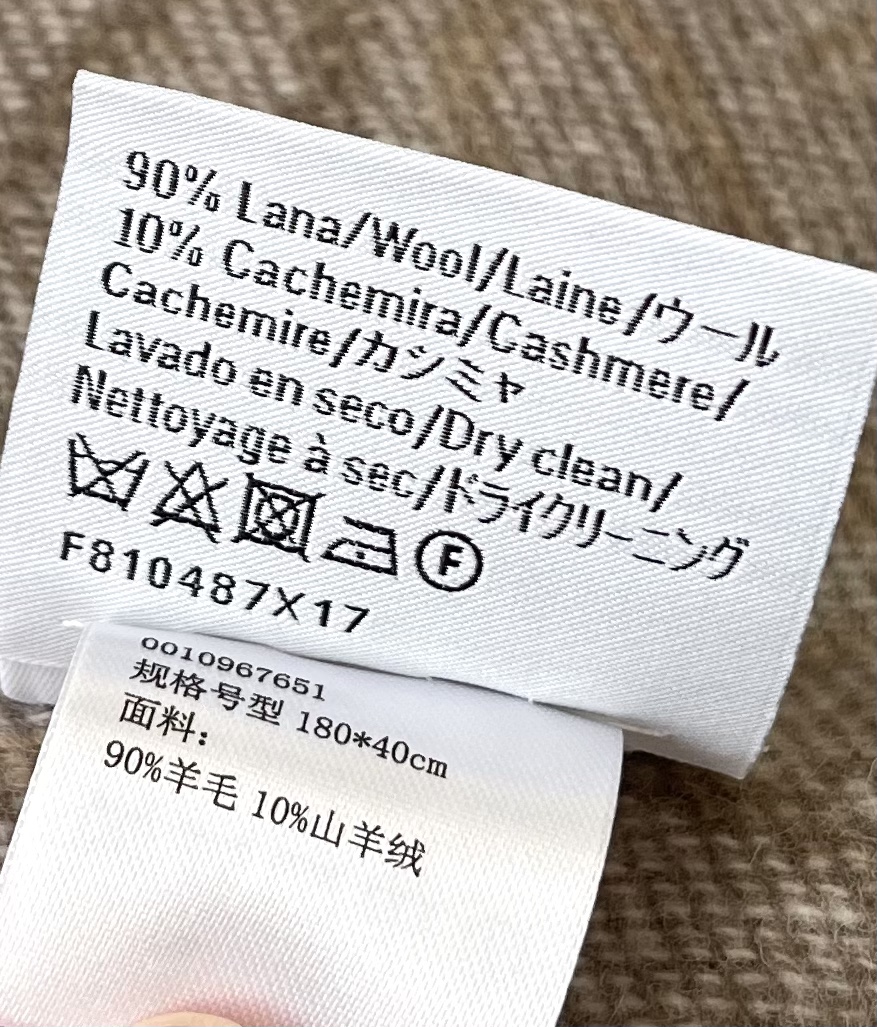 90% Lana/Wool/Laine/ウール
10% Cachemira/Cashmere/
Cachemire/カシミヤ
Lavado en seco/Dry clean/
Nettoyage à sec/ドライクリーニング
F
F810487X17
0010967651
规格号型 180*40cm
面料：
90%羊毛 10%山羊绒